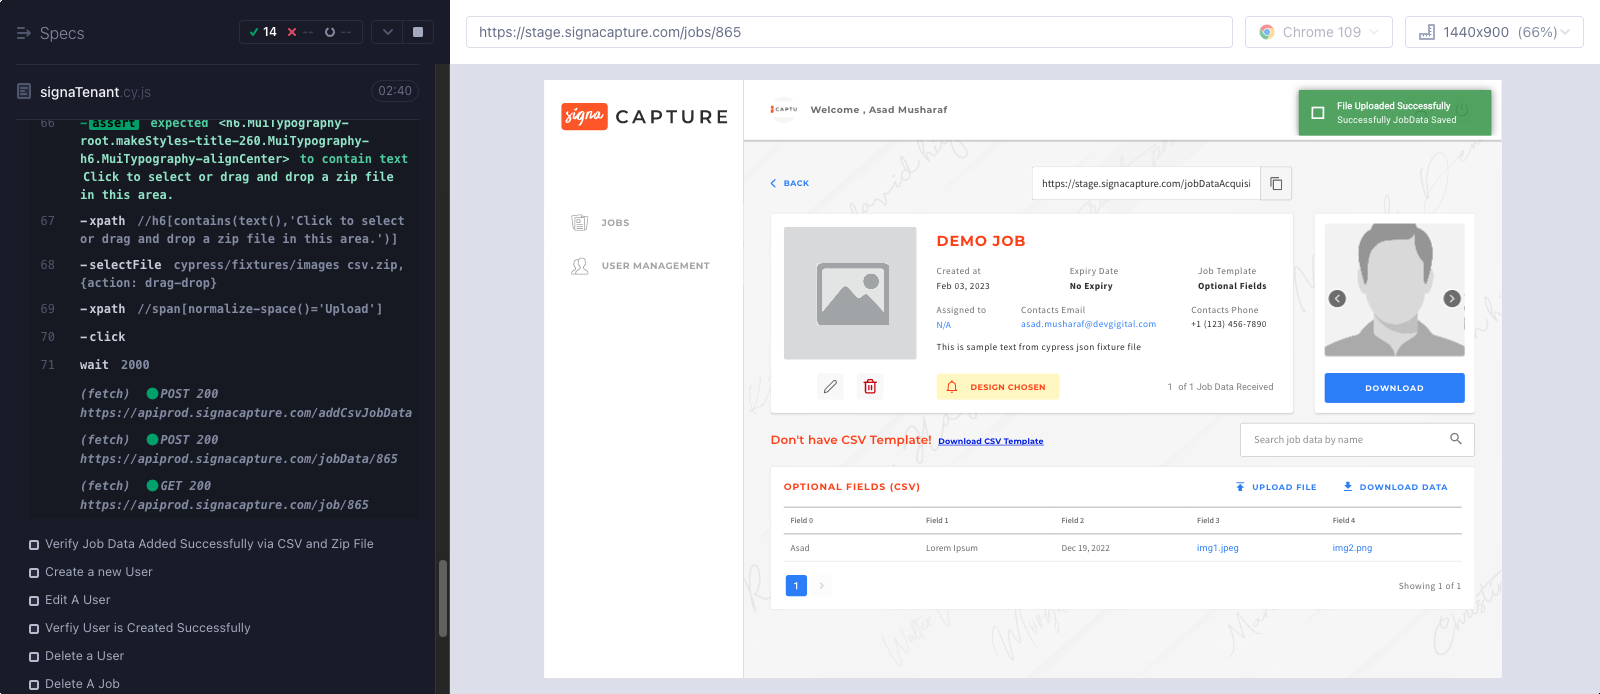 Specs
14
--
--
signaTenant.cy.js
02:40
66
-assert expected <h6.MuiTypography-
root.makeStyles-title-260.MuiTypography-
h6.MuiTypography-alignCenter> to contain text
Click to select or drag and drop a zip file
in this area.
67 -xpath //h6[contains(text(),'Click to select
or drag and drop a zip file in this area.')]
68 -selectFile cypress/fixtures/images csv.zip,
{action: drag-drop}
69 -xpath //span[normalize-space()='Upload']
70 -click
71 wait 2000
(fetch) POST 200
https://apiprod.signacapture.com/addCsvJobData
(fetch) POST 200
https://apiprod.signacapture.com/jobData/865
(fetch) GET 200
https://apiprod.signacapture.com/job/865
Verify Job Data Added Successfully via CSV and Zip File
Create a new User
Edit A User
Verfiy User is Created Successfully
Delete a User
Delete A Job
https://stage.signacapture.com/jobs/865
Chrome 109
1440x900 (66%)
signa CAPTURE
JOBS
USER MANAGEMENT
CAPTU
Welcome , Asad Musharaf
File Uploaded Successfully
Successfully JobData Saved
BACK
https://stage.signacapture.com/jobDataAcquisi
DEMO JOB
Created at
Expiry Date
Job Template
Feb 03, 2023
No Expiry
Optional Fields
Assigned to
Contacts Email
Contacts Phone
N/A
asad.musharaf@devgigital.com
+1 (123) 456-7890
This is sample text from cypress json fixture file
DESIGN CHOSEN
1 of 1 Job Data Received
DOWNLOAD
Don't have CSV Template! Download CSV Template
Search job data by name
OPTIONAL FIELDS (CSV)
UPLOAD FILE
DOWNLOAD DATA
Field 0
Field 1
Field 2
Field 3
Field 4
Asad
Lorem Ipsum
Dec 19, 2022
img1.jpeg
img2.png
1
Showing 1 of 1